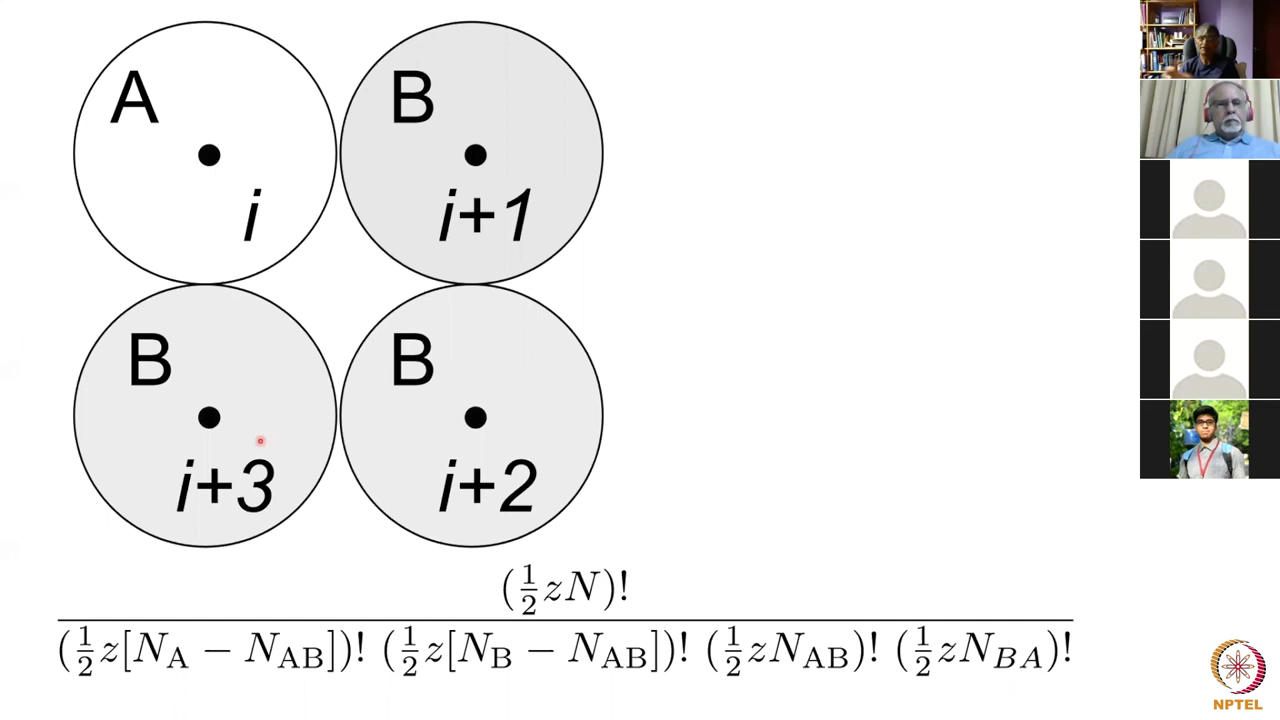 A B
i i+1
B B
i+3 i+2
(½zN)!
(½z[N_A − N_AB])! (½z[N_B − N_AB])! (½zN_AB)! (½zN_BA)!
NPTEL